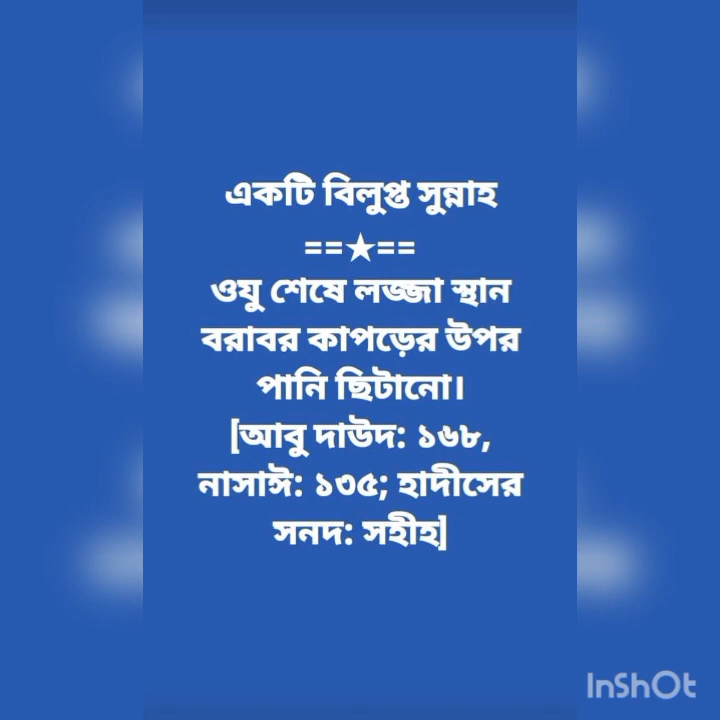 একটি বিলুপ্ত সুন্নাহ
==★==
ওযু শেষে লজ্জা স্থান
বরাবর কাপড়ের উপর
পানি ছিটানো।
[আবু দাউদ: ১৬৮,
নাসাঈ: ১৩৫; হাদীসের
সনদ: সহীহ]
InShOt